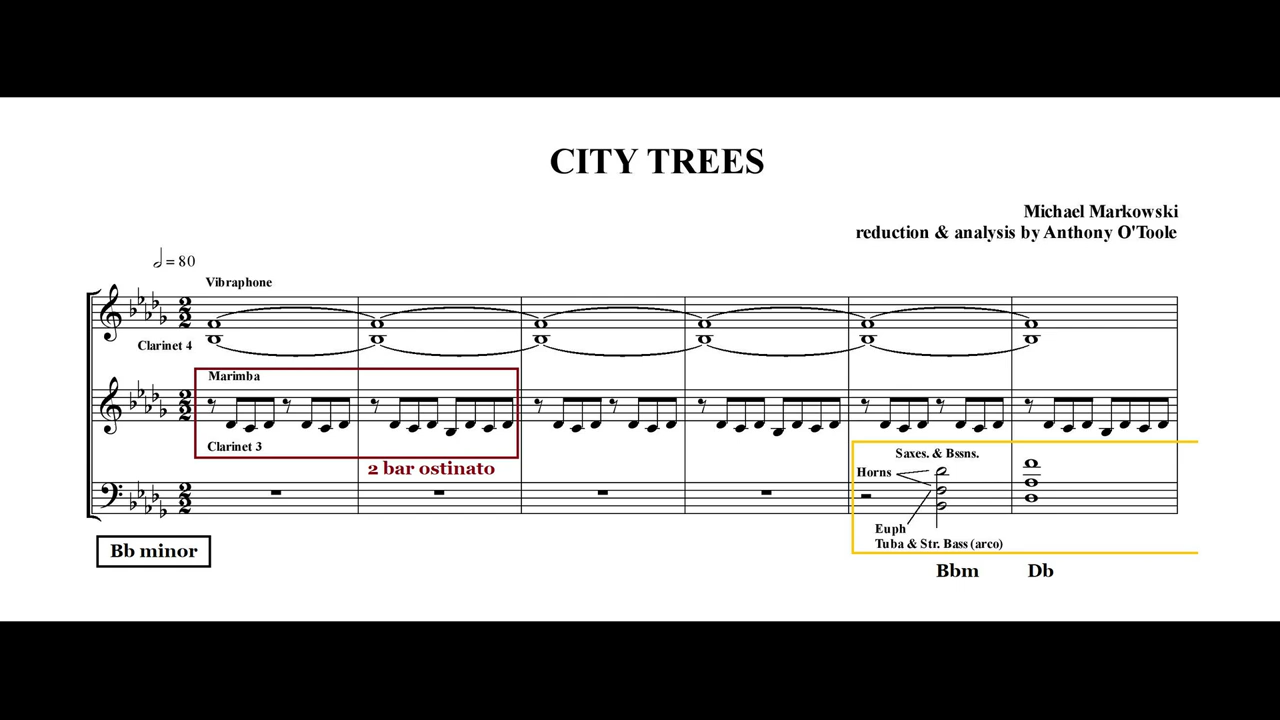 CITY TREES
Michael Markowski
reduction & analysis by Anthony O'Toole
= 80
Vibraphone
Clarinet 4
Marimba
Clarinet 3
2 bar ostinato
Saxes. & Bssns.
Horns
Euph
Tuba & Str. Bass (arco)
Bb minor
Bbm Db